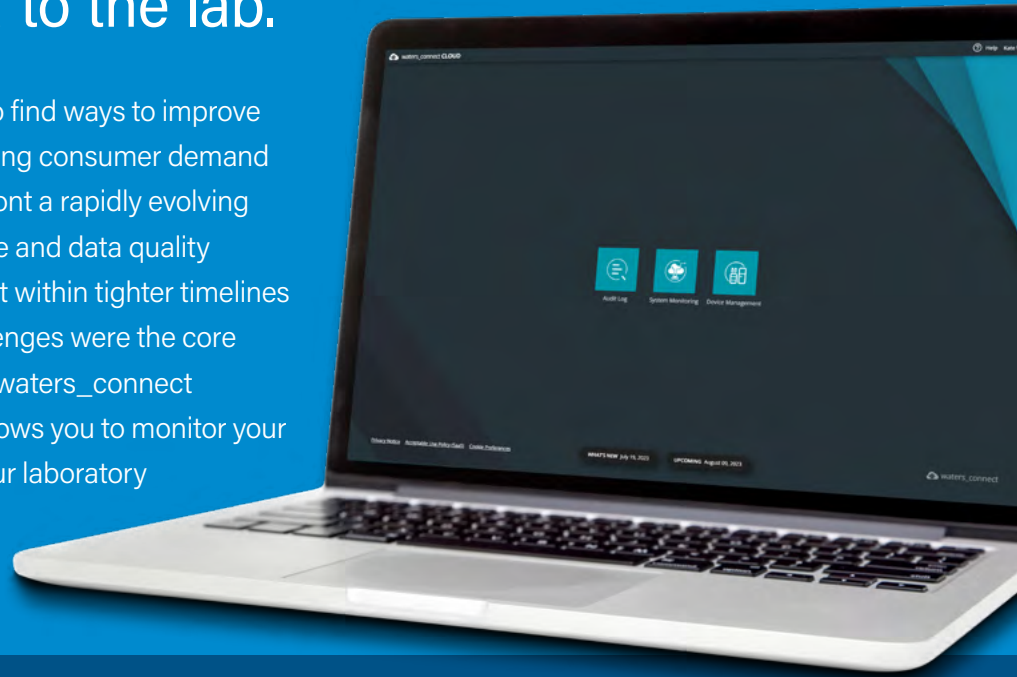 to the lab.
o find ways to improve
ing consumer demand
ont a rapidly evolving
e and data quality
t within tighter timelines
enges were the core
waters_connect
ows you to monitor your
ur laboratory
waters_connect CLOUD
Help Kate
Audit Log System Monitoring Device Management
Privacy Notice Acceptable Use Policy (SaaS) Cookie Preferences
WHAT'S NEW July 19, 2023 UPCOMING August 09, 2023
waters_connect